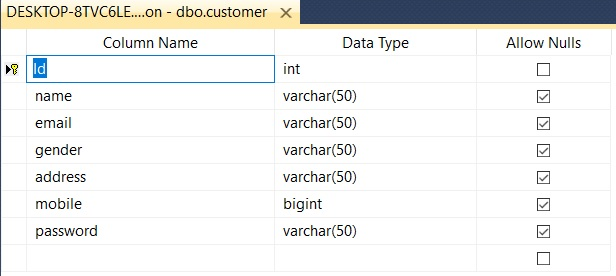 DESKTOP-8TVC6LE....on - dbo.customer
Column Name Data Type Allow Nulls
Id int
name varchar(50)
email varchar(50)
gender varchar(50)
address varchar(50)
mobile bigint
password varchar(50)